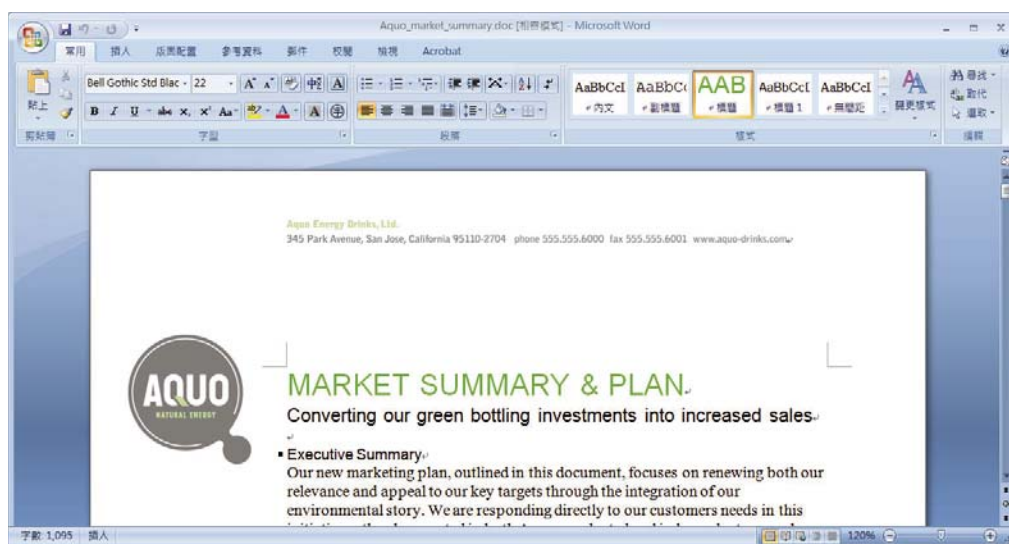 Aquo_market_summary.doc [相容模式] - Microsoft Word
常用 插入 版面配置 參考資料 郵件 校閱 檢視 Acrobat
Bell Gothic Std Blac 22
貼上
剪貼簿 字型 段落 樣式 編輯
AaBbCcI AaBbCc AAB AaBbCcI AaBbCcI
內文 副標題 標題 標題 1 無間距
變更樣式
尋找
取代
選取
Aquo Energy Drinks, Ltd.
345 Park Avenue, San Jose, California 95110-2704 phone 555.555.6000 fax 555.555.6001 www.aquo-drinks.com
AQUO
NATURAL ENERGY
MARKET SUMMARY & PLAN
Converting our green bottling investments into increased sales
Executive Summary
Our new marketing plan, outlined in this document, focuses on renewing both our
relevance and appeal to our key targets through the integration of our
environmental story. We are responding directly to our customers needs in this
字數: 1,095 插入 120%